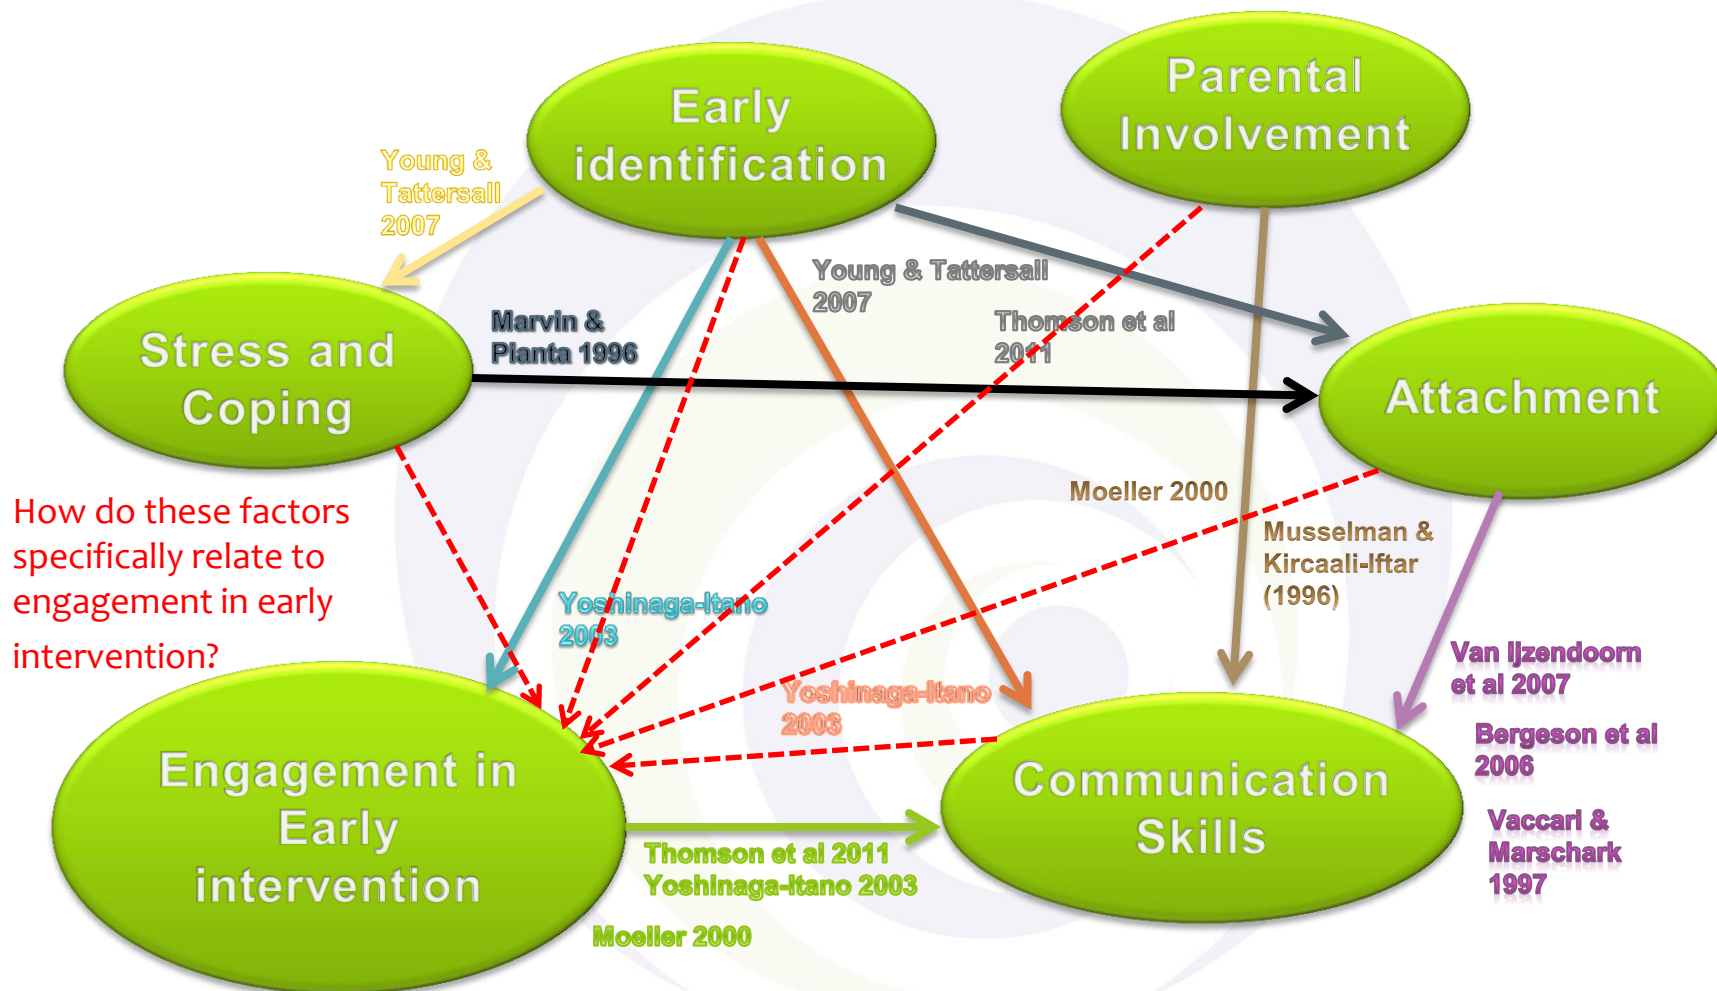 Early
identification
Parental
Involvement
Young &
Tattersall
2007
Young & Tattersall
2007
Thomson et al
2011
Marvin &
Pianta 1996
Stress and
Coping
Attachment
Moeller 2000
Musselman &
Kircaali-Iftar
(1996)
How do these factors
specifically relate to
engagement in early
intervention?
Yoshinaga-Itano
2003
Yoshinaga-Itano
2003
Van Ijzendoorn
et al 2007
Bergeson et al
2006
Vaccari &
Marschark
1997
Engagement in
Early
intervention
Communication
Skills
Thomson et al 2011
Yoshinaga-Itano 2003
Moeller 2000